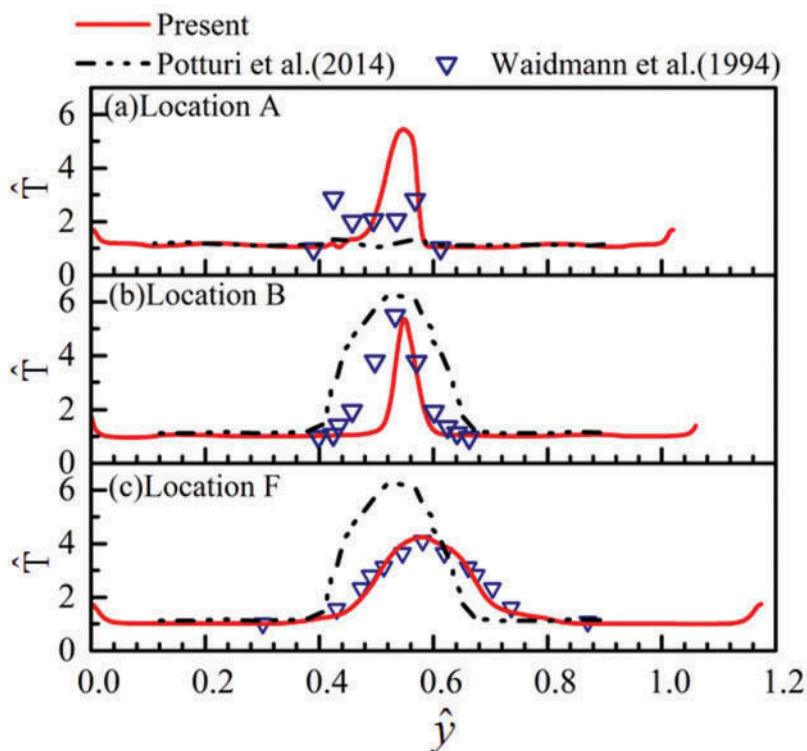 Present
Potturi et al.(2014) Waidmann et al.(1994)
(a)Location A
6
4
2
0
T̂
(b)Location B
6
4
2
0
T̂
(c)Location F
6
4
2
0
T̂
0.0 0.2 0.4 0.6 0.8 1.0 1.2
ŷ